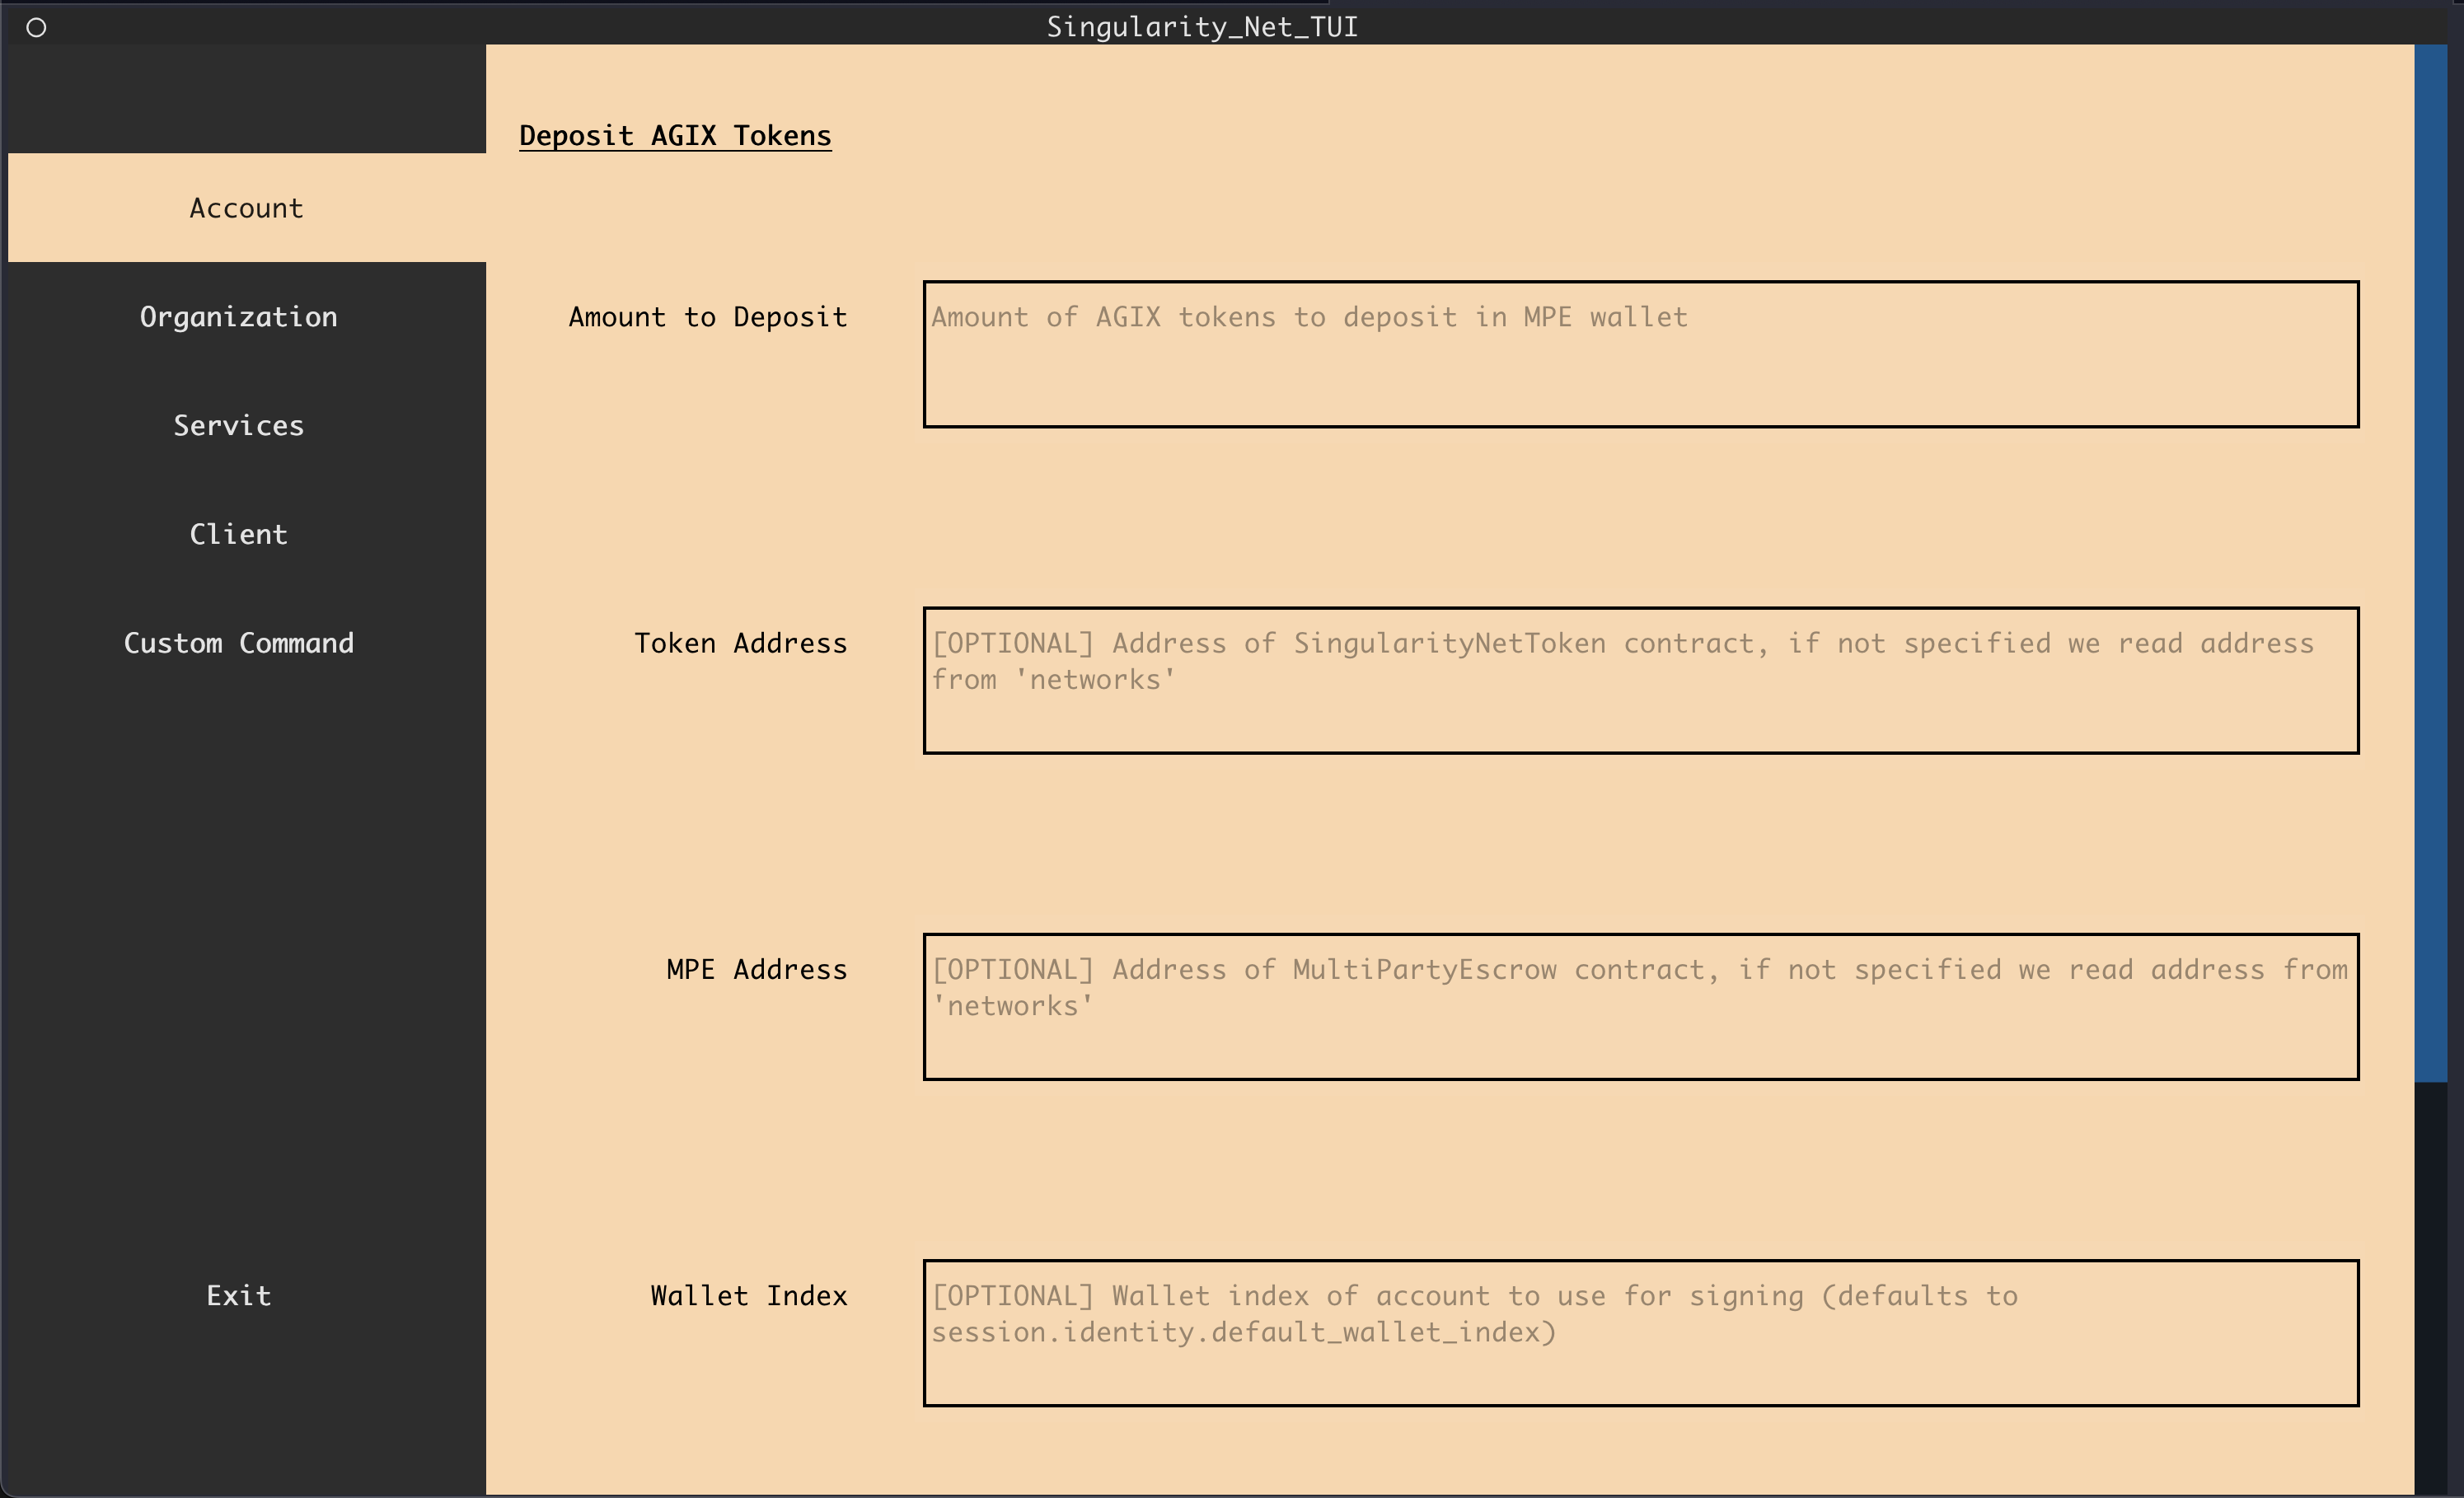 Singularity_Net_TUI
Deposit AGIX Tokens
Account
Organization
Services
Client
Custom Command
Exit
Amount to Deposit
Amount of AGIX tokens to deposit in MPE wallet
Token Address
[OPTIONAL] Address of SingularityNetToken contract, if not specified we read address
from 'networks'
MPE Address
[OPTIONAL] Address of MultiPartyEscrow contract, if not specified we read address from
'networks'
Wallet Index
[OPTIONAL] Wallet index of account to use for signing (defaults to
session.identity.default_wallet_index)